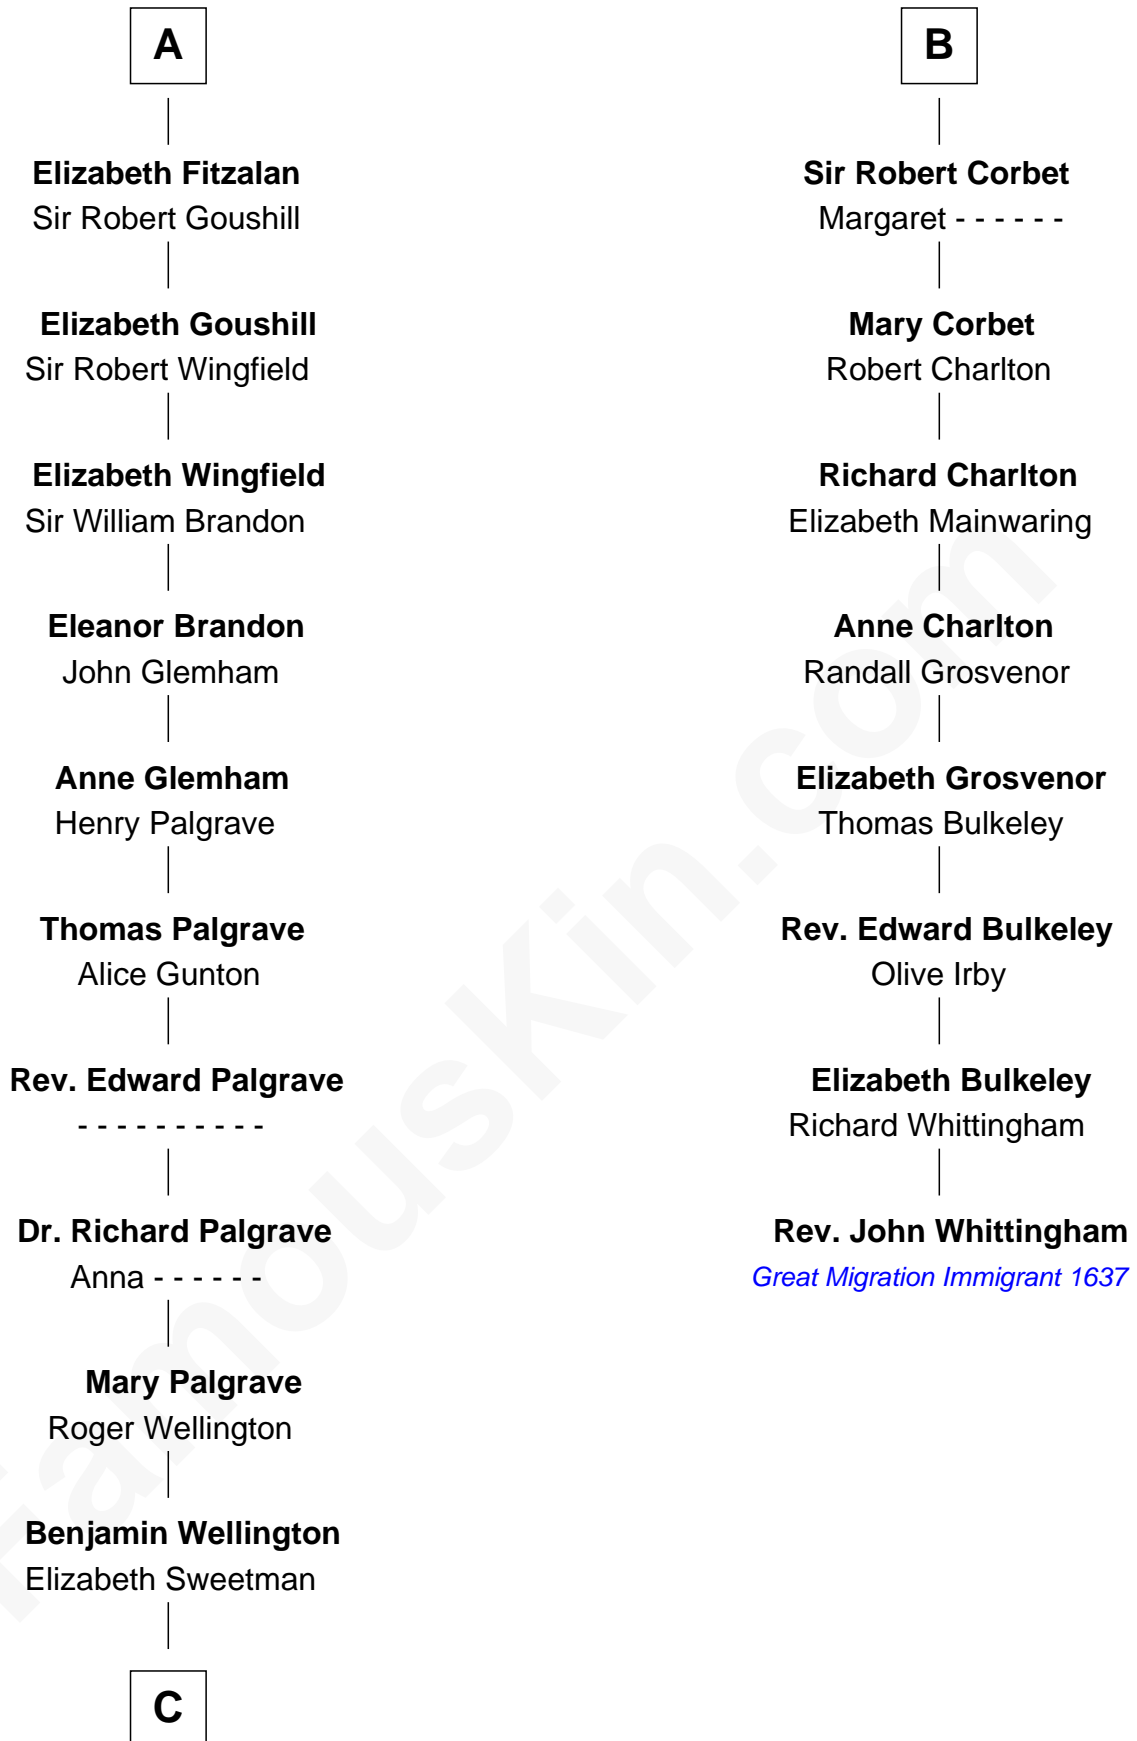 A
Elizabeth Fitzalan
Sir Robert Goushill
Elizabeth Goushill
Sir Robert Wingfield
Elizabeth Wingfield
Sir William Brandon
Eleanor Brandon
John Glemham
Anne Glemham
Henry Palgrave
Thomas Palgrave
Alice Gunton
Rev. Edward Palgrave
- - - - - - - - - -
Dr. Richard Palgrave
Anna - - - - - -
Mary Palgrave
Roger Wellington
Benjamin Wellington
Elizabeth Sweetman
C
B
Sir Robert Corbet
Margaret - - - - - -
Mary Corbet
Robert Charlton
Richard Charlton
Elizabeth Mainwaring
Anne Charlton
Randall Grosvenor
Elizabeth Grosvenor
Thomas Bulkeley
Rev. Edward Bulkeley
Olive Irby
Elizabeth Bulkeley
Richard Whittingham
Rev. John Whittingham
Great Migration Immigrant 1637
FamousKin.com